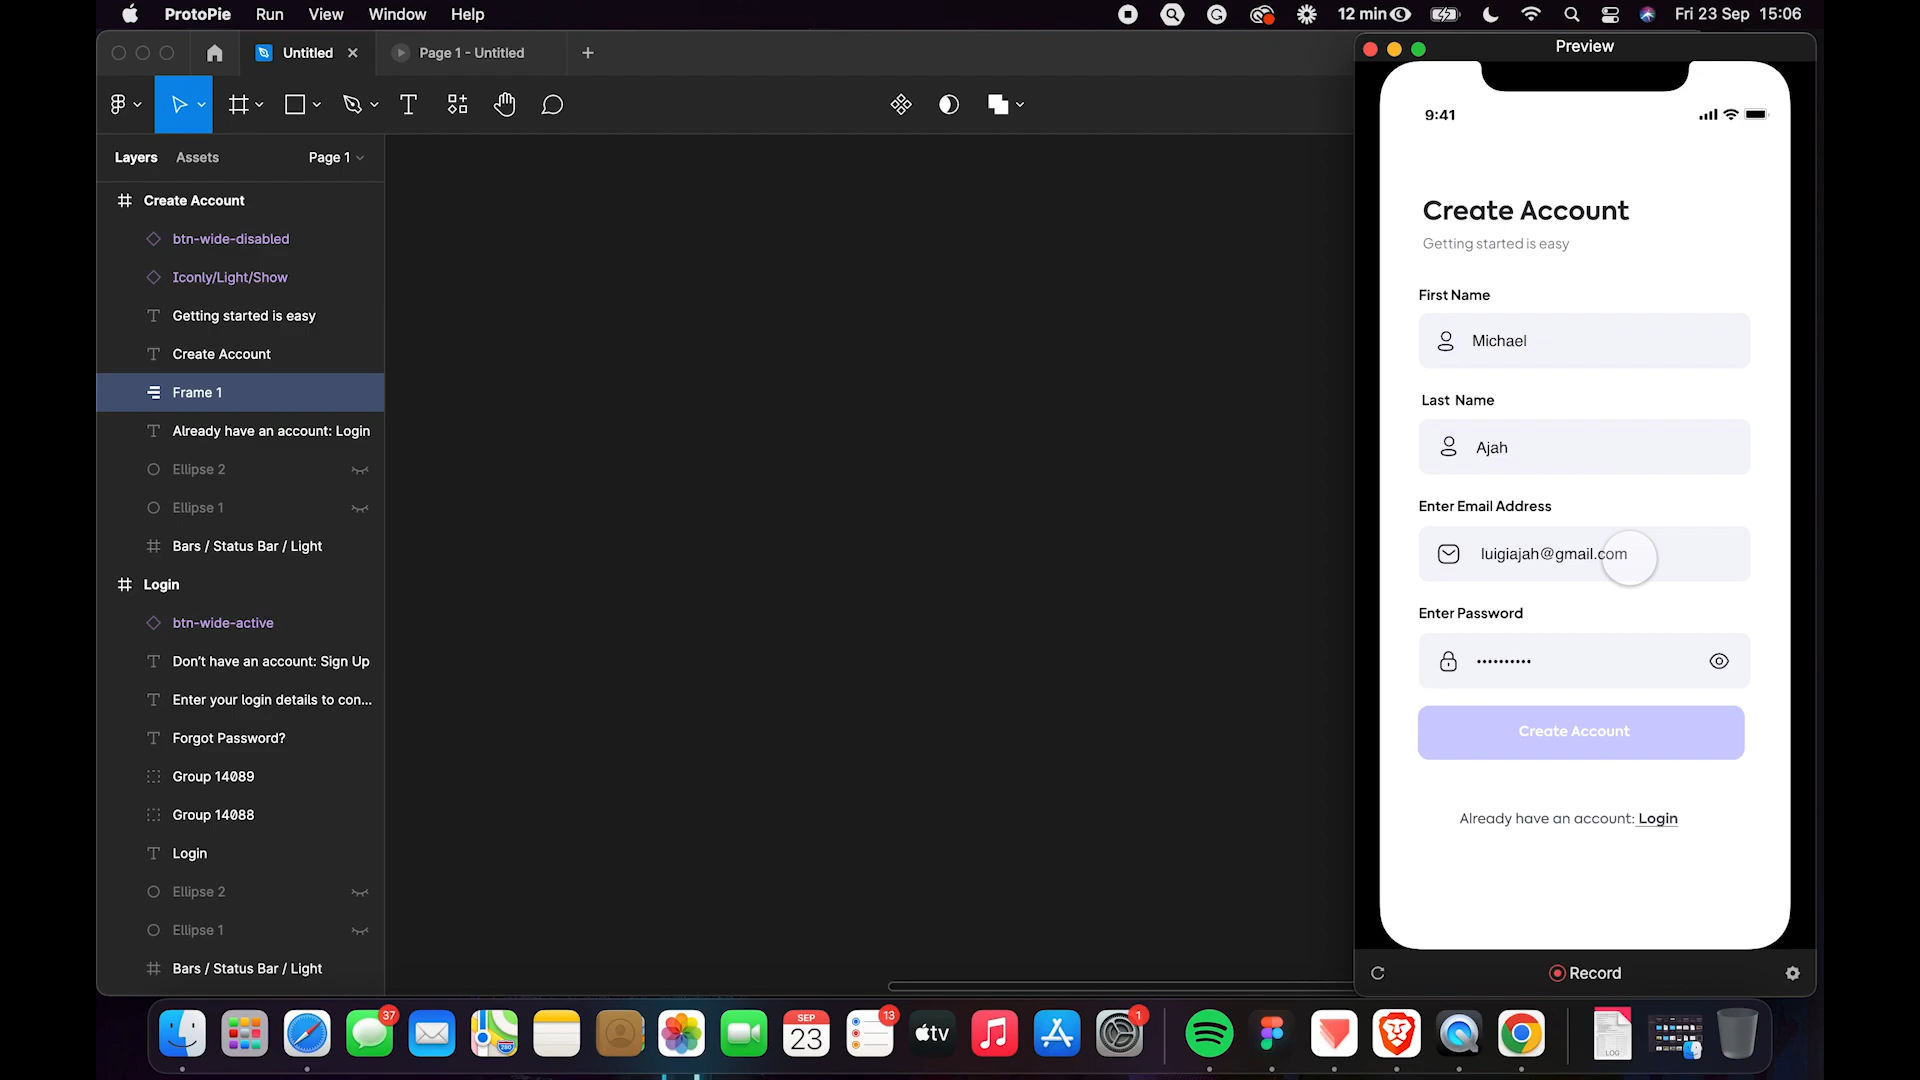 ProtoPie Run View Window Help 12 min Fri 23 Sep 15:06
Untitled Page 1 - Untitled
Preview
Layers Assets Page 1
Create Account
btn-wide-disabled
Iconly/Light/Show
Getting started is easy
Create Account
Frame 1
Already have an account: Login
Ellipse 2
Ellipse 1
Bars / Status Bar / Light
Login
btn-wide-active
Don't have an account: Sign Up
Enter your login details to con...
Forgot Password?
Group 14089
Group 14088
Login
Ellipse 2
Ellipse 1
Bars / Status Bar / Light
9:41
Create Account
Getting started is easy
First Name
Michael
Last Name
Ajah
Enter Email Address
luigiajah@gmail.com
Enter Password
••••••••••
Create Account
Already have an account: Login
Record
37
SEP
23
13
tv
1
280
LOG